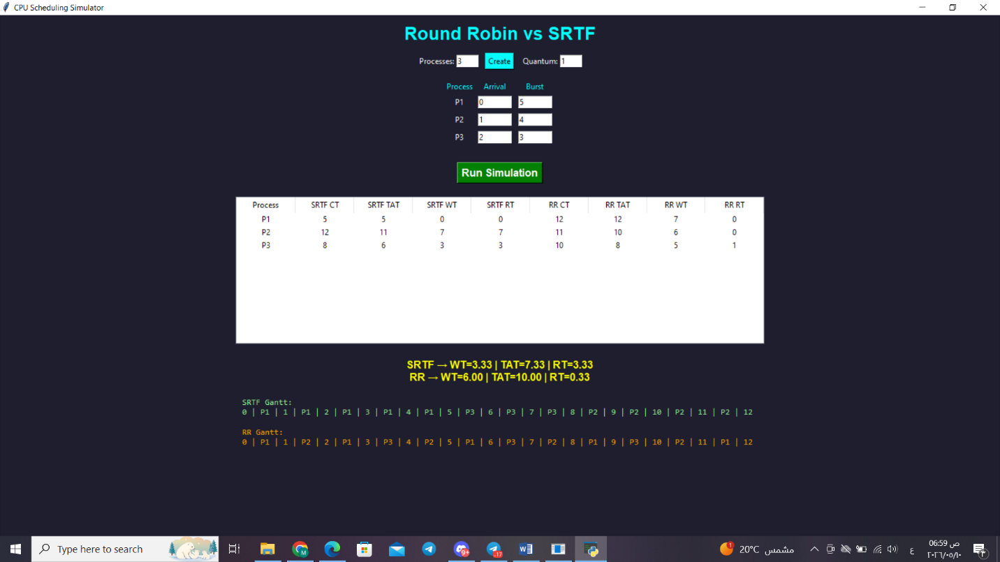 CPU Scheduling Simulator
Round Robin vs SRTF
Processes: 3 Create Quantum: 1
Process Arrival Burst
P1 0 5
P2 1 4
P3 2 3
Run Simulation
Process SRTF CT SRTF TAT SRTF WT SRTF RT RR CT RR TAT RR WT RR RT
P1 5 5 0 0 12 12 7 0
P2 12 11 7 7 11 10 6 0
P3 8 6 3 3 10 8 5 1
SRTF → WT=3.33 | TAT=7.33 | RT=3.33
RR → WT=6.00 | TAT=10.00 | RT=0.33
SRTF Gantt:
0 | P1 | 1 | P1 | 2 | P1 | 3 | P1 | 4 | P1 | 5 | P3 | 6 | P3 | 7 | P3 | 8 | P2 | 9 | P2 | 10 | P2 | 11 | P2 | 12
RR Gantt:
0 | P1 | 1 | P2 | 2 | P1 | 3 | P3 | 4 | P2 | 5 | P1 | 6 | P3 | 7 | P2 | 8 | P1 | 9 | P3 | 10 | P2 | 11 | P1 | 12
Type here to search
20°C مشمس
ع
06:59 ص
٢٠٢٦/٠٥/١٠